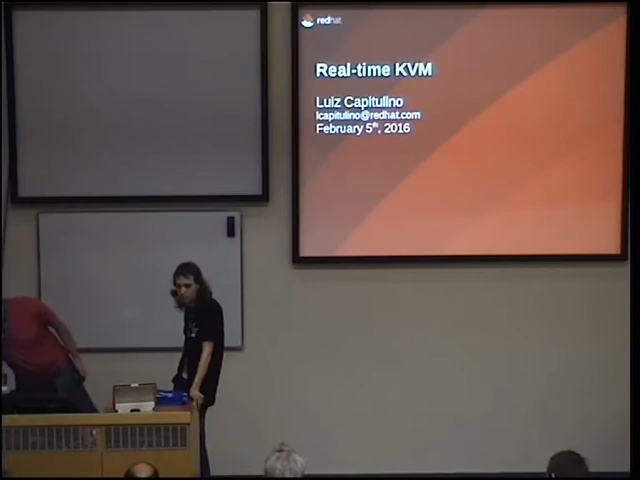 redhat
Real-time KVM
Luiz Capitulino
lcapitulino@redhat.com
February 5th, 2016